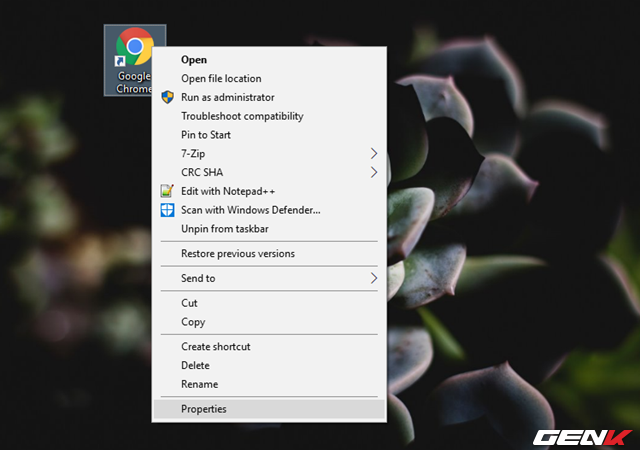 Google
Chrome
Open
Open file location
Run as administrator
Troubleshoot compatibility
Pin to Start
7-Zip
CRC SHA
Edit with Notepad++
Scan with Windows Defender...
Unpin from taskbar
Restore previous versions
Send to
Cut
Copy
Create shortcut
Delete
Rename
Properties
GENK